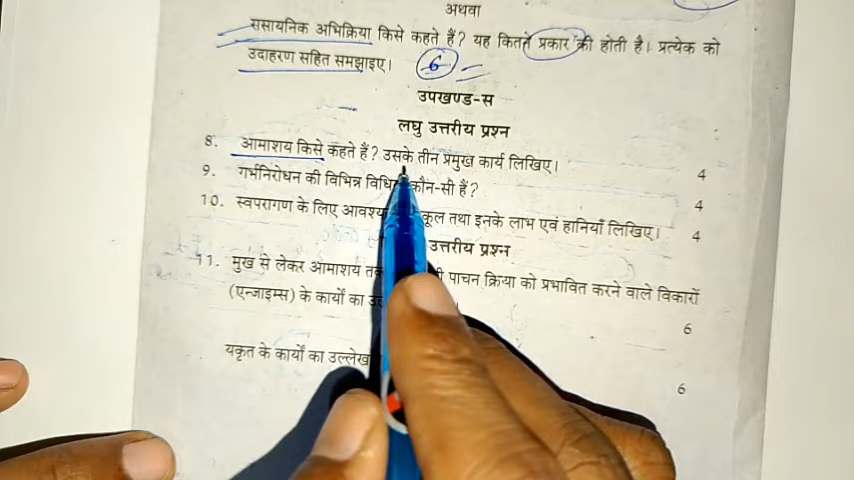 अथवा
ससायनिक अभिक्रिया किसे कहते हैं? यह कितने प्रकार की होती है। प्रत्येक को
उदाहरण सहित समझाइए। 6
उपखण्ड-स
लघु उत्तरीय प्रश्न
8. आमाशय किसे कहते हैं? उसके तीन प्रमुख कार्य लिखिए। 4
9. गर्भनिरोधन की विभिन्न कौन-सी हैं? 4
10. स्वपरागण के लिए तथा इनके लाभ एवं हानियाँ लिखिए। 4
उत्तरीय प्रश्न
11. मुख से लेकर आमाशय पाचन क्रिया को प्रभावित करने वाले विकारों
(एन्जाइम्स) के कार्यों का 6
यकृत के कार्यों का उल्लेख 6